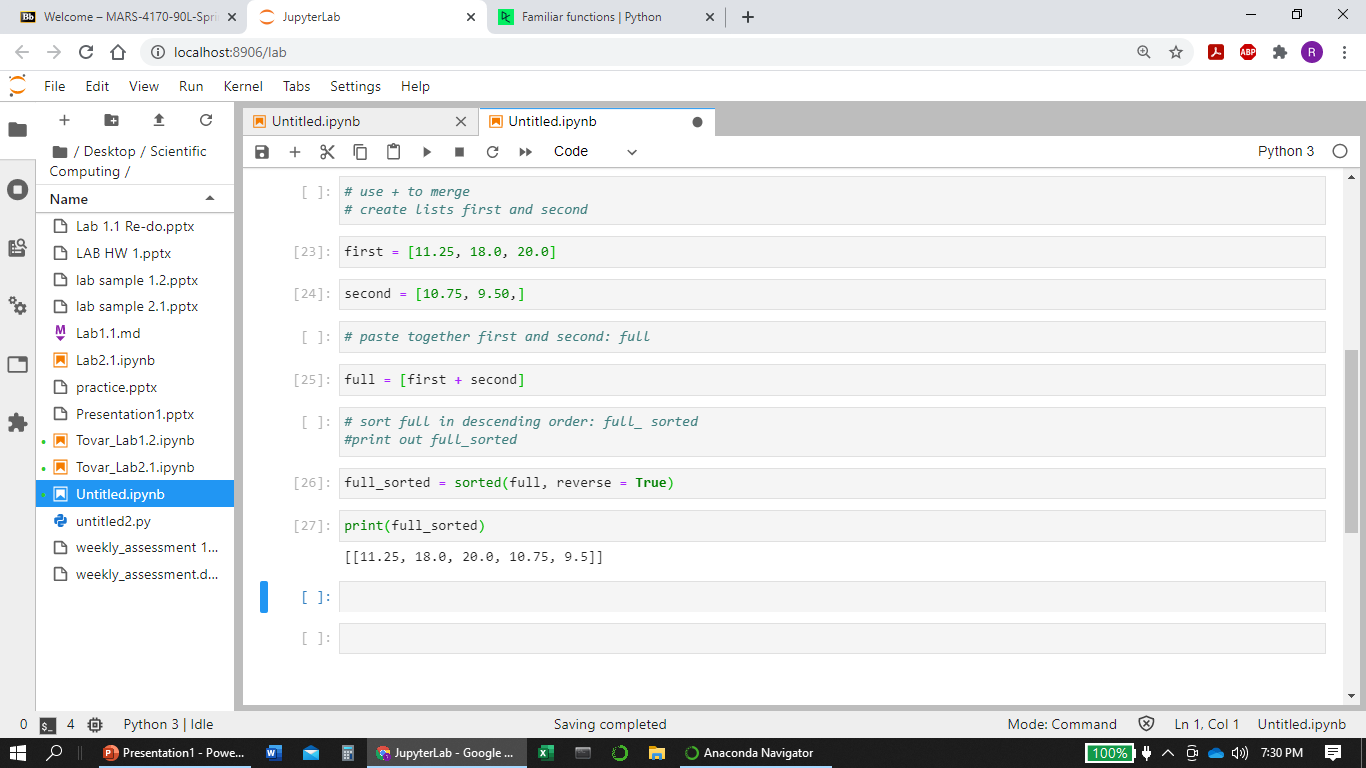 Welcome – MARS-4170-90L-Spri
JupyterLab
Familiar functions | Python
localhost:8906/lab
ABP
R
File Edit View Run Kernel Tabs Settings Help
/ Desktop / Scientific
Computing /
Name
Lab 1.1 Re-do.pptx
LAB HW 1.pptx
lab sample 1.2.pptx
lab sample 2.1.pptx
Lab1.1.md
Lab2.1.ipynb
practice.pptx
Presentation1.pptx
Tovar_Lab1.2.ipynb
Tovar_Lab2.1.ipynb
Untitled.ipynb
untitled2.py
weekly_assessment 1...
weekly_assessment.d...
Untitled.ipynb
Untitled.ipynb
Code
Python 3
[ ]: # use + to merge
# create lists first and second
[23]: first = [11.25, 18.0, 20.0]
[24]: second = [10.75, 9.50,]
[ ]: # paste together first and second: full
[25]: full = [first + second]
[ ]: # sort full in descending order: full_ sorted
#print out full_sorted
[26]: full_sorted = sorted(full, reverse = True)
[27]: print(full_sorted)
[[11.25, 18.0, 20.0, 10.75, 9.5]]
[ ]:
[ ]:
0 $_ 4 Python 3 | Idle Saving completed Mode: Command Ln 1, Col 1 Untitled.ipynb
Presentation1 - Powe... JupyterLab - Google ... Anaconda Navigator 100% 7:30 PM